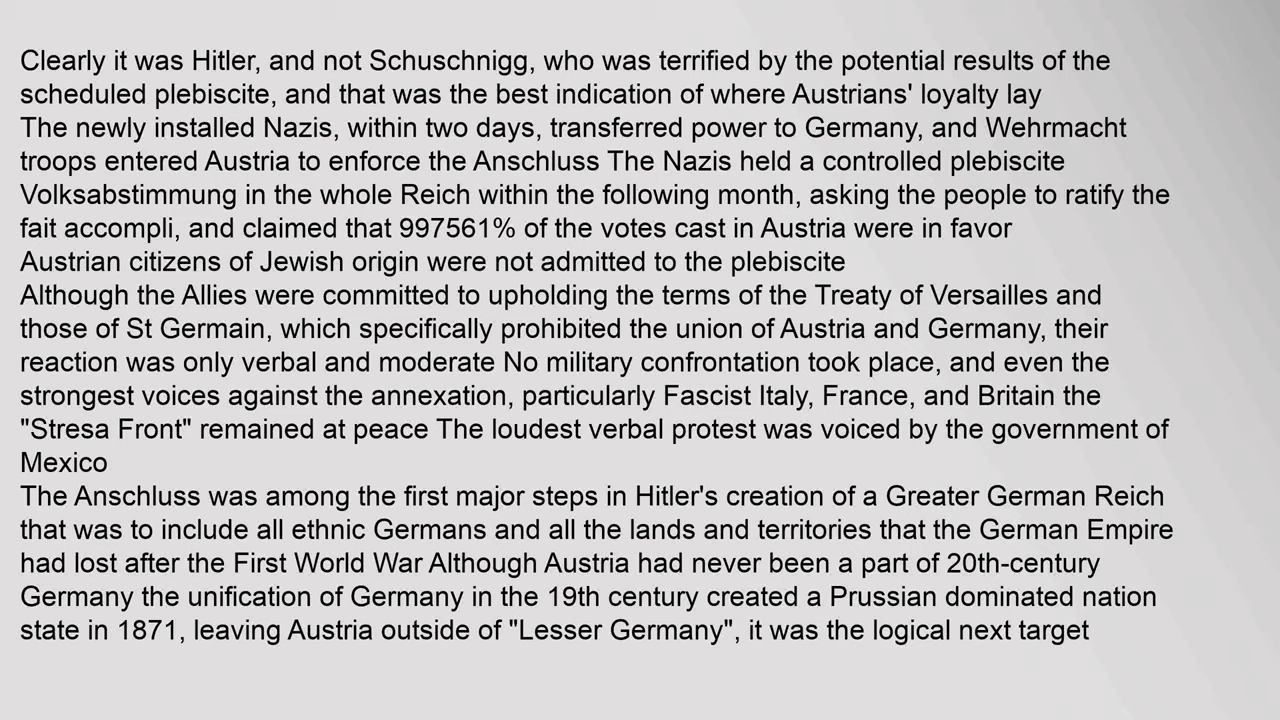 Clearly it was Hitler, and not Schuschnigg, who was terrified by the potential results of the
scheduled plebiscite, and that was the best indication of where Austrians' loyalty lay
The newly installed Nazis, within two days, transferred power to Germany, and Wehrmacht
troops entered Austria to enforce the Anschluss The Nazis held a controlled plebiscite
Volksabstimmung in the whole Reich within the following month, asking the people to ratify the
fait accompli, and claimed that 997561% of the votes cast in Austria were in favor
Austrian citizens of Jewish origin were not admitted to the plebiscite
Although the Allies were committed to upholding the terms of the Treaty of Versailles and
those of St Germain, which specifically prohibited the union of Austria and Germany, their
reaction was only verbal and moderate No military confrontation took place, and even the
strongest voices against the annexation, particularly Fascist Italy, France, and Britain the
"Stresa Front" remained at peace The loudest verbal protest was voiced by the government of
Mexico
The Anschluss was among the first major steps in Hitler's creation of a Greater German Reich
that was to include all ethnic Germans and all the lands and territories that the German Empire
had lost after the First World War Although Austria had never been a part of 20th-century
Germany the unification of Germany in the 19th century created a Prussian dominated nation
state in 1871, leaving Austria outside of "Lesser Germany", it was the logical next target